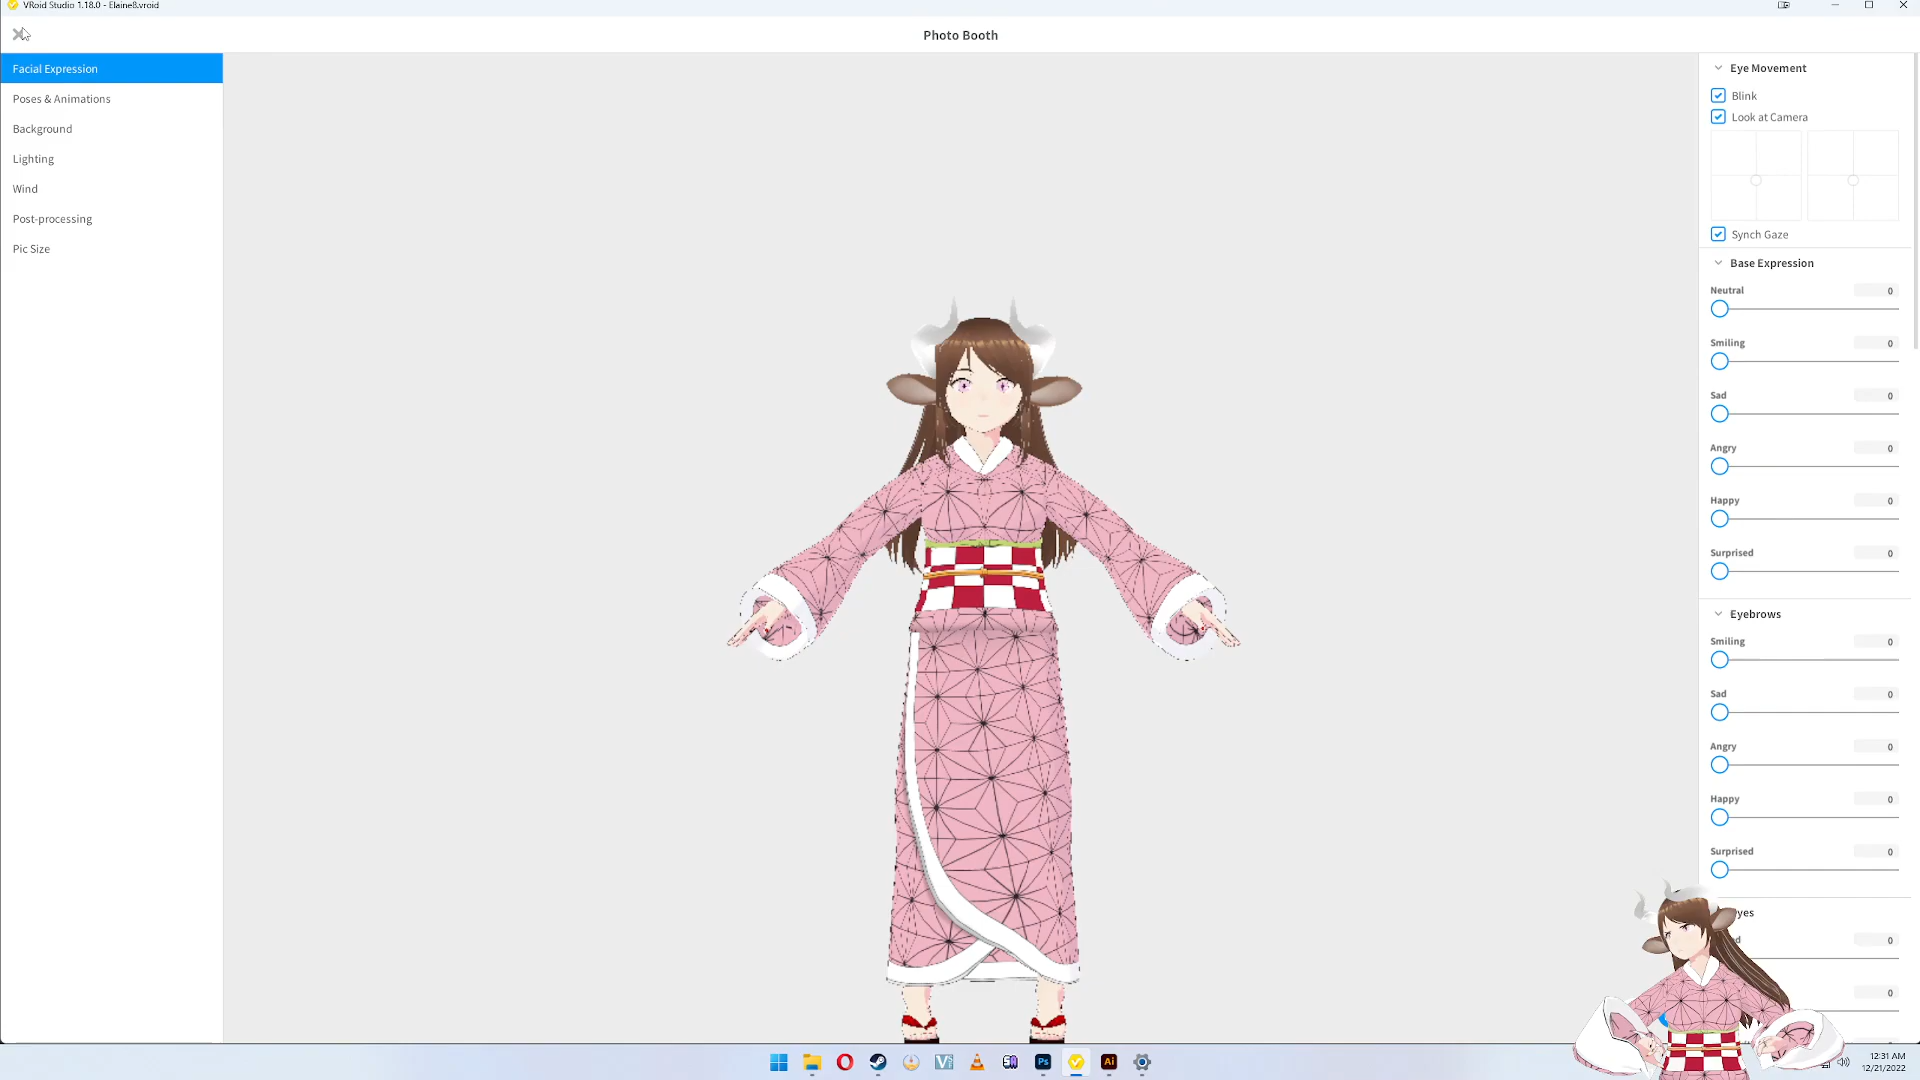 VRoid Studio 1.18.0 - Elaine8.vroid
Photo Booth
Facial Expression
Poses & Animations
Background
Lighting
Wind
Post-processing
Pic Size
Eye Movement
Blink
Look at Camera
Synch Gaze
Base Expression
Neutral 0
Smiling 0
Sad 0
Angry 0
Happy 0
Surprised 0
Eyebrows
Smiling 0
Sad 0
Angry 0
Happy 0
Surprised 0
yes
d 0
0
Ps
Ai
12:31 AM
12/21/2022